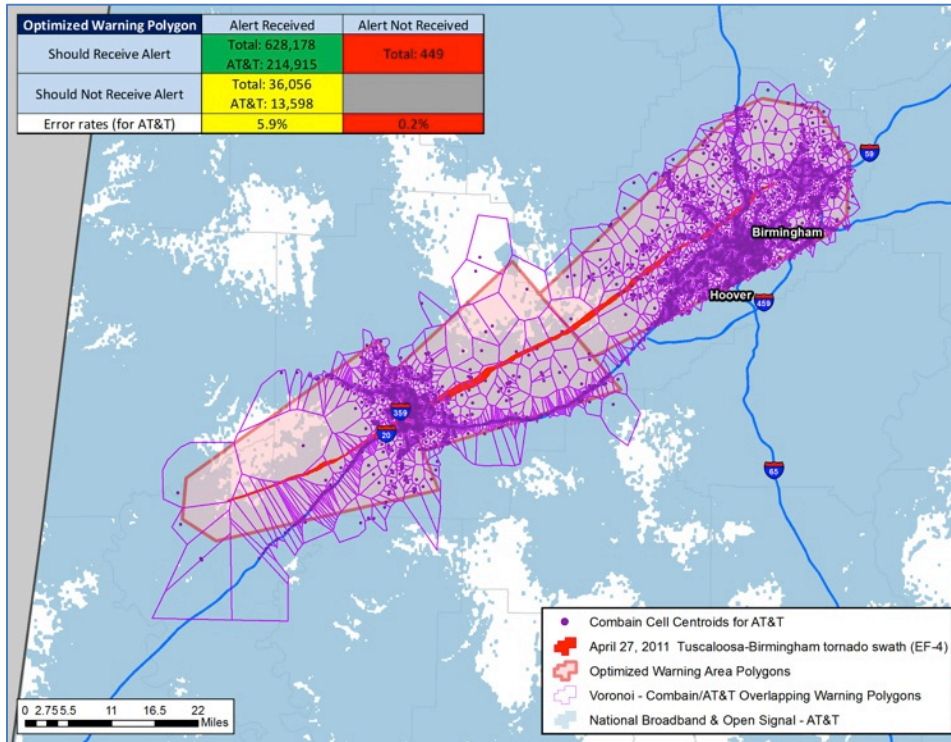 Optimized Warning Polygon Alert Received Alert Not Received
Should Receive Alert Total: 628,178 AT&T: 214,915 Total: 449
Should Not Receive Alert Total: 36,056 AT&T: 13,598
Error rates (for AT&T) 5.9% 0.2%
59
Birmingham
Hoover
459
359
20
65
Combain Cell Centroids for AT&T
April 27, 2011 Tuscaloosa-Birmingham tornado swath (EF-4)
Optimized Warning Area Polygons
Voronoi - Combain/AT&T Overlapping Warning Polygons
National Broadband & Open Signal - AT&T
0 2.75 5.5 11 16.5 22
Miles